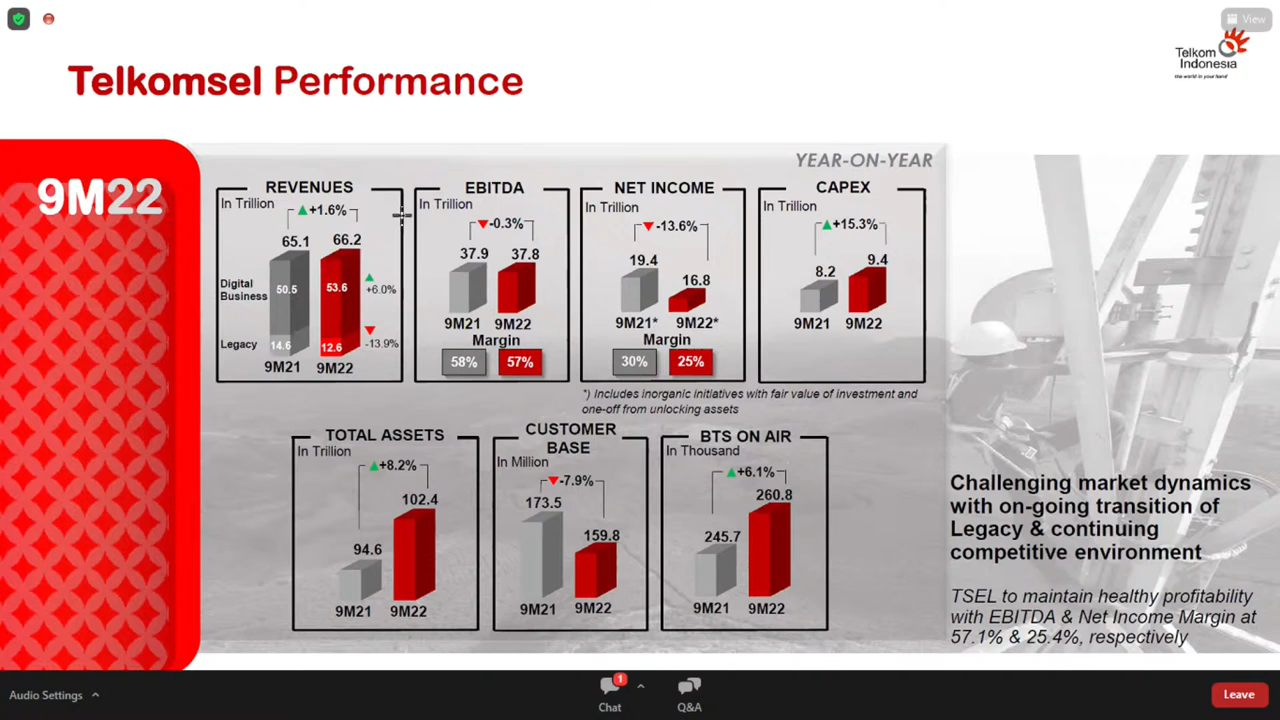 View
Telkom
Indonesia
the world in your hand
Telkomsel Performance
9M22
YEAR-ON-YEAR
REVENUES
In Trillion
+1.6%
65.1
66.2
Digital
Business
50.5
53.6
+6.0%
Legacy
14.6
12.6
-13.9%
9M21
9M22
EBITDA
In Trillion
-0.3%
37.9
37.8
9M21
9M22
Margin
58%
57%
NET INCOME
In Trillion
-13.6%
19.4
16.8
9M21*
9M22*
Margin
30%
25%
CAPEX
In Trillion
+15.3%
8.2
9.4
9M21
9M22
*) Includes inorganic initiatives with fair value of investment and
one-off from unlocking assets
TOTAL ASSETS
In Trillion
+8.2%
94.6
102.4
9M21
9M22
CUSTOMER
BASE
In Million
-7.9%
173.5
159.8
9M21
9M22
BTS ON AIR
In Thousand
+6.1%
245.7
260.8
9M21
9M22
Challenging market dynamics
with on-going transition of
Legacy & continuing
competitive environment
TSEL to maintain healthy profitability
with EBITDA & Net Income Margin at
57.1% & 25.4%, respectively
Audio Settings
1
Chat
Q&A
Leave